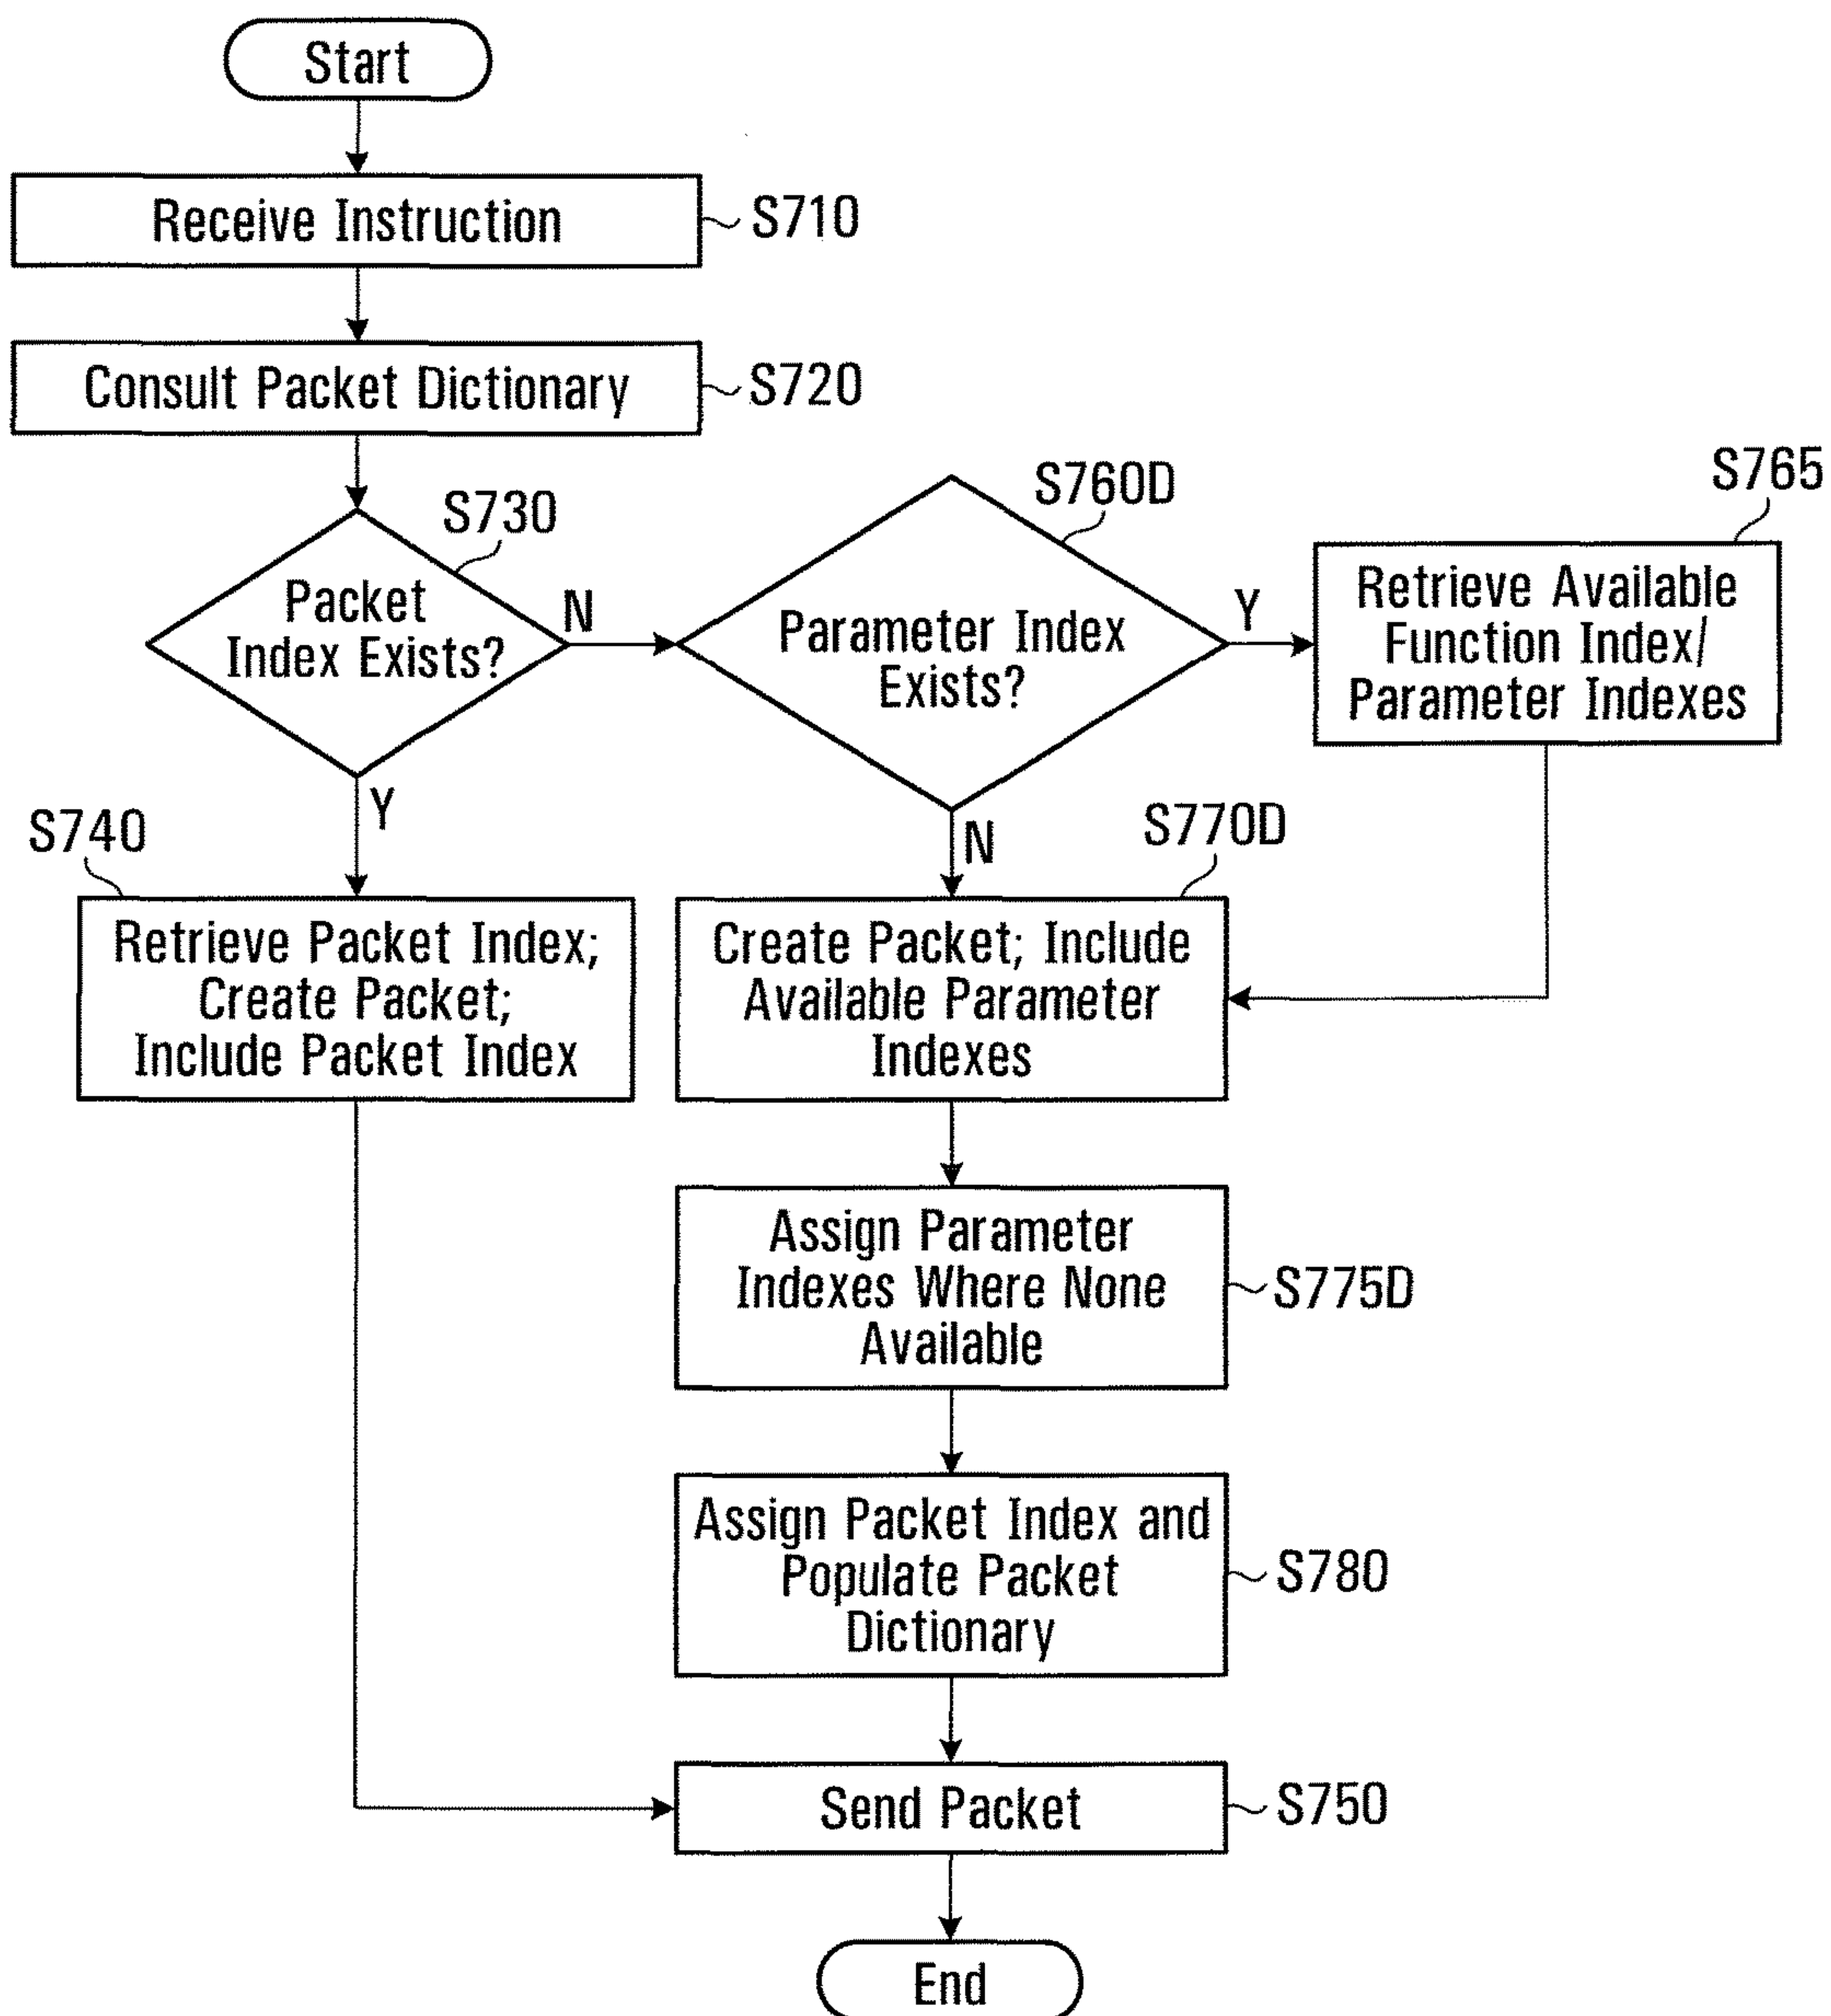 Start
Receive Instruction
S710
Consult Packet Dictionary
S720
S730
Packet
Index Exists?
N
Y
S760D
Parameter Index
Exists?
Y
N
S765
Retrieve Available
Function Index/
Parameter Indexes
S740
Retrieve Packet Index;
Create Packet;
Include Packet Index
S770D
Create Packet; Include
Available Parameter
Indexes
Assign Parameter
Indexes Where None
Available
S775D
Assign Packet Index and
Populate Packet
Dictionary
S780
Send Packet
S750
End